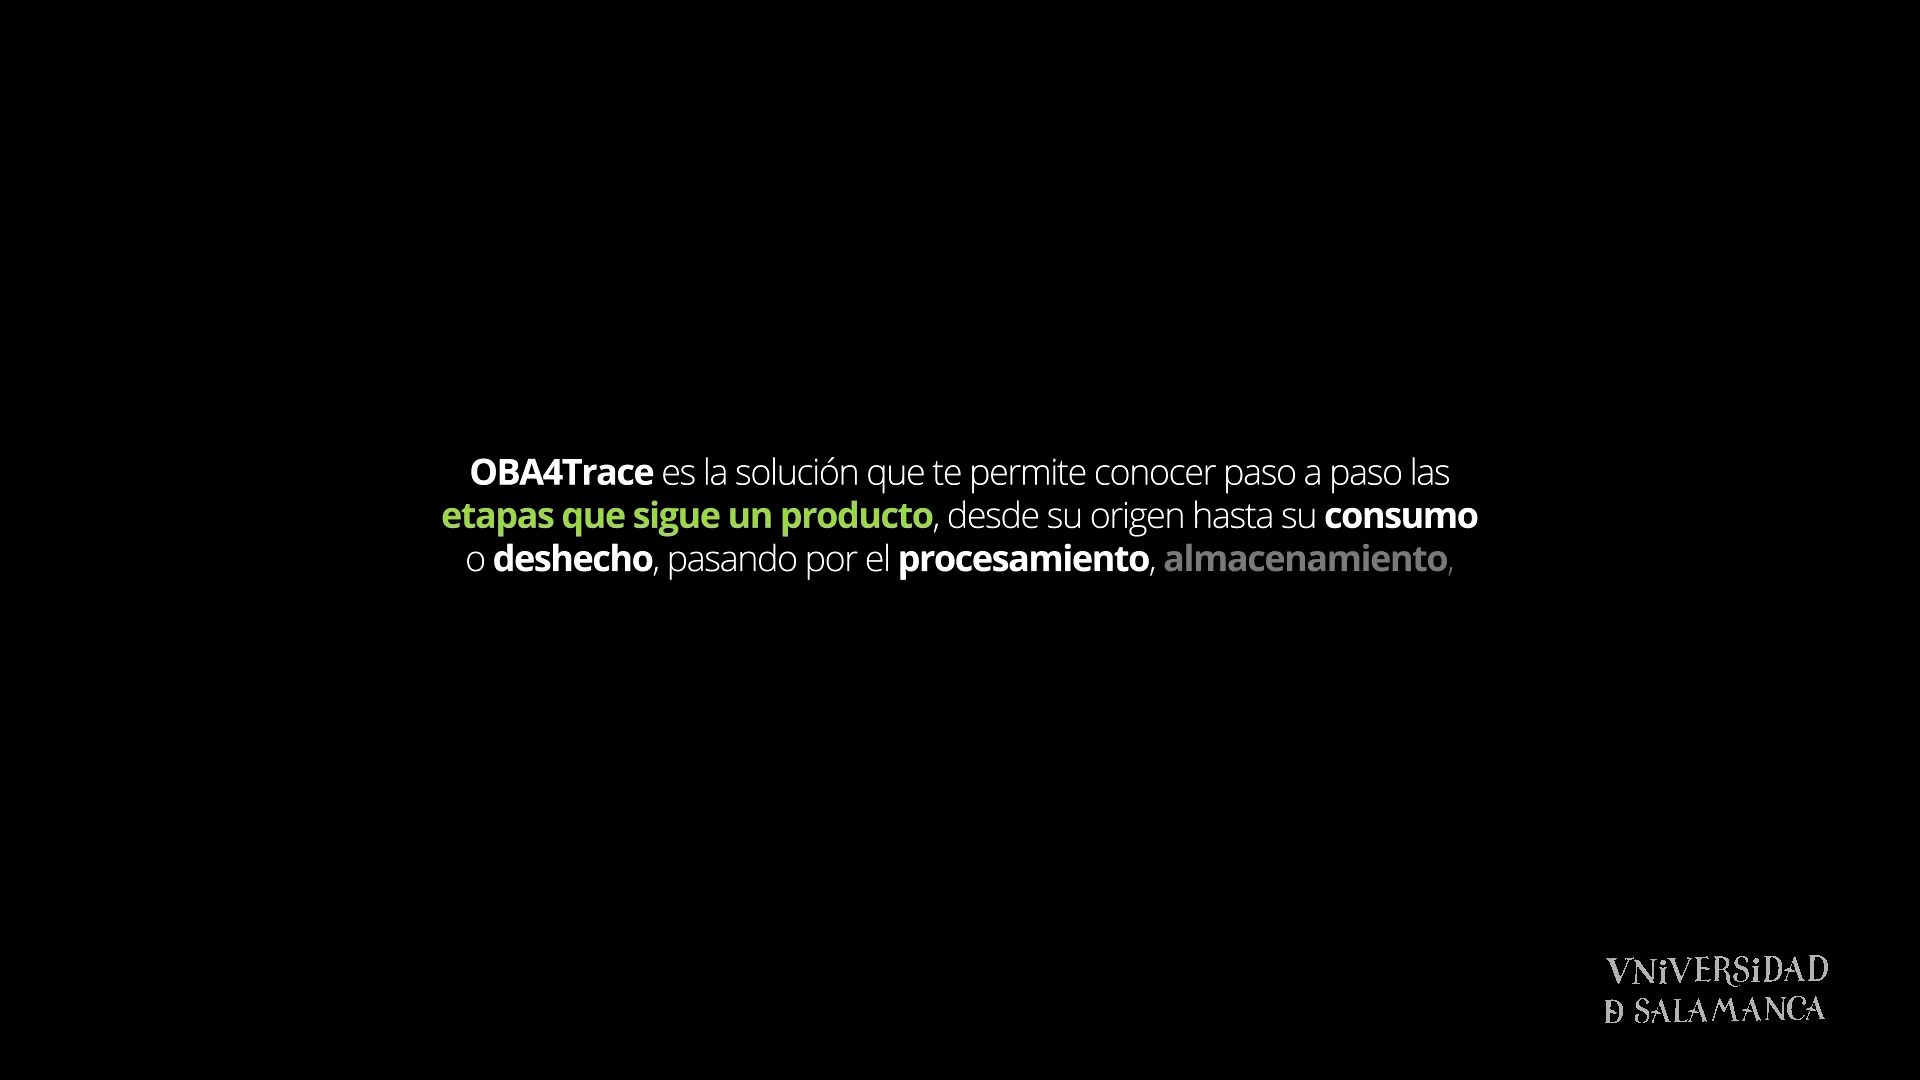 OBA4Trace es la solución que te permite conocer paso a paso las
etapas que sigue un producto, desde su origen hasta su consumo
o deshecho, pasando por el procesamiento, almacenamiento,
VNiVERSiDAD
Ð SALAMANCA